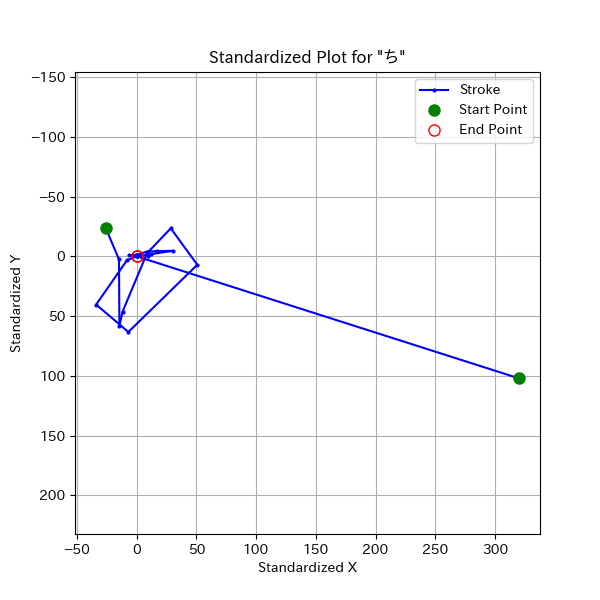 Standardized Plot for "ち"
Stroke
Start Point
End Point
−150
−100
−50
0
50
100
150
200
Standardized Y
−50 0 50 100 150 200 250 300
Standardized X